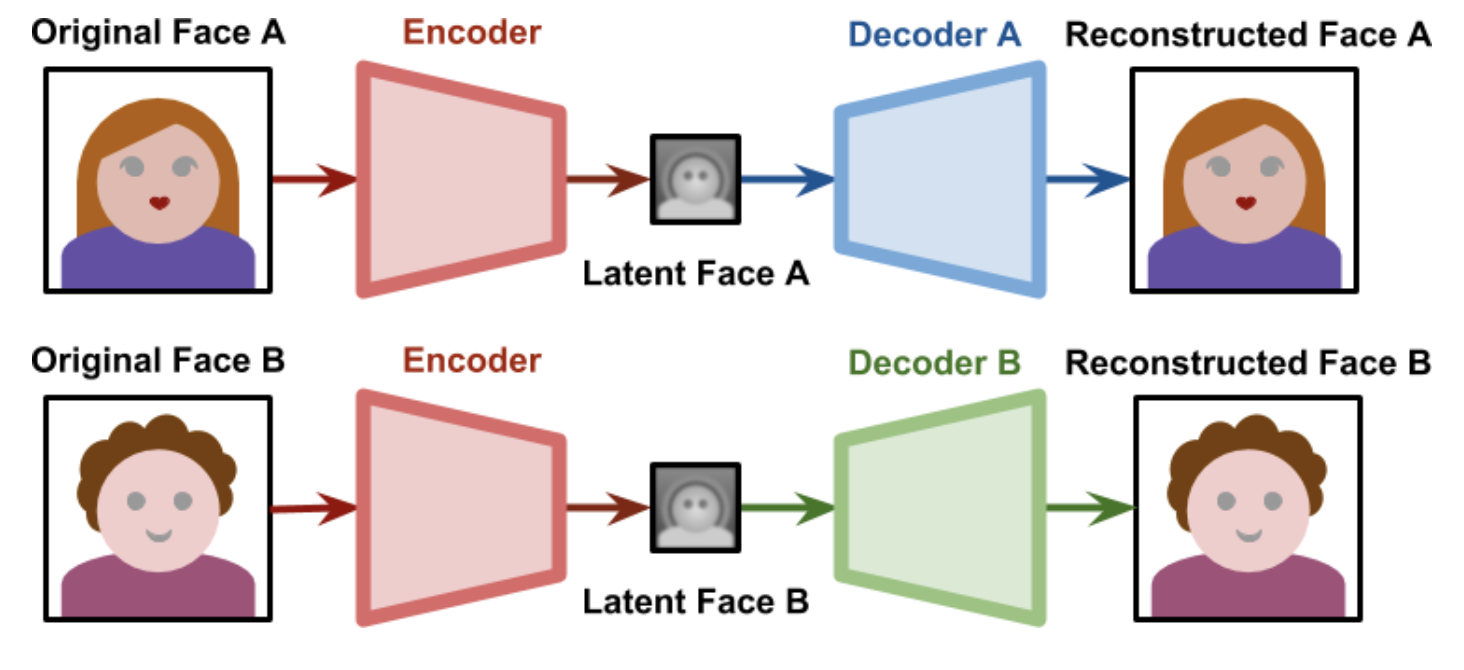 Original Face A
Encoder
Decoder A
Reconstructed Face A
Latent Face A
Original Face B
Encoder
Decoder B
Reconstructed Face B
Latent Face B